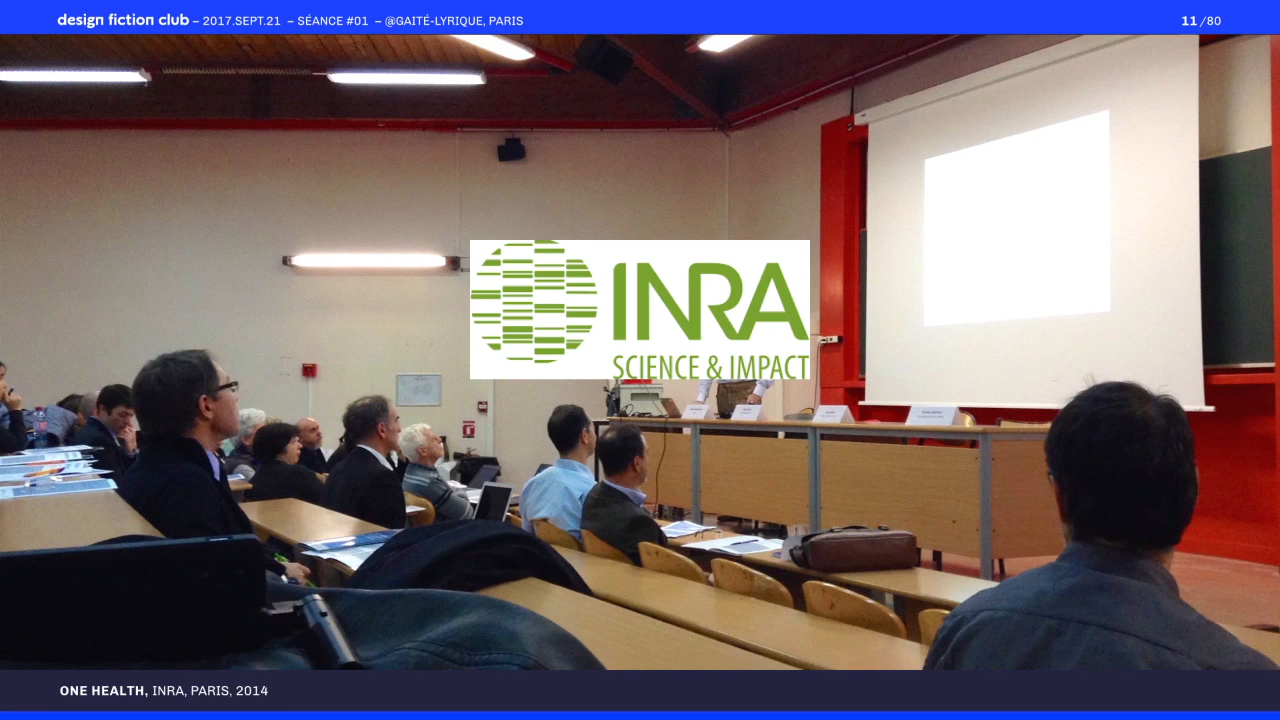 design fiction club – 2017.SEPT.21 – SÉANCE #01 – @GAITÉ-LYRIQUE, PARIS
11/80
INRA
SCIENCE & IMPACT
ONE HEALTH, INRA, PARIS, 2014